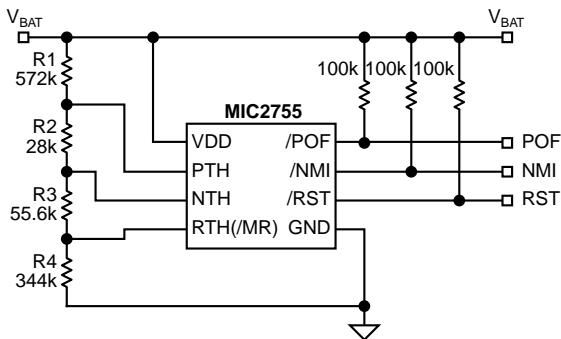 VBAT
VBAT
R1
572k
100k 100k 100k
MIC2755
R2
28k
VDD
/POF
POF
PTH
/NMI
NMI
R3
55.6k
NTH
/RST
RST
RTH(/MR)
GND
R4
344k